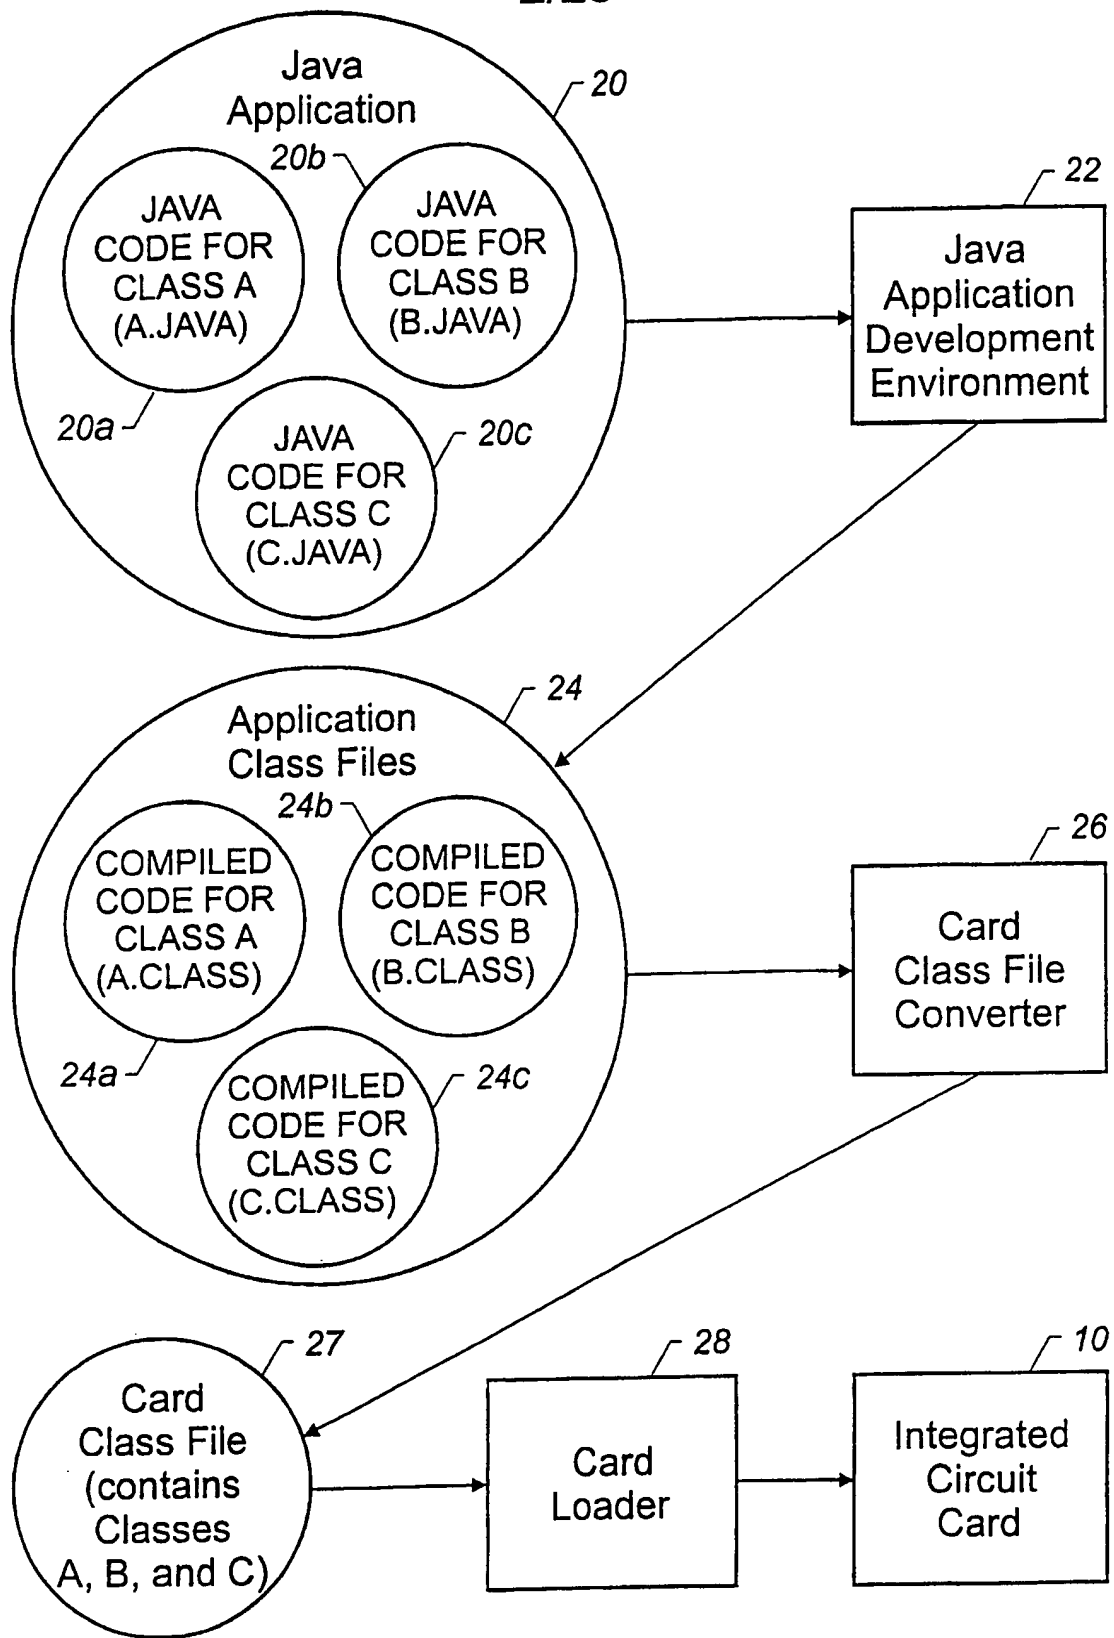 Java
Application
20
20b
JAVA
CODE FOR
CLASS A
(A.JAVA)
JAVA
CODE FOR
CLASS B
(B.JAVA)
20a
JAVA
CODE FOR
CLASS C
(C.JAVA)
20c
22
Java
Application
Development
Environment
24
Application
Class Files
24b
COMPILED
CODE FOR
CLASS A
(A.CLASS)
COMPILED
CODE FOR
CLASS B
(B.CLASS)
24a
COMPILED
CODE FOR
CLASS C
(C.CLASS)
24c
26
Card
Class File
Converter
27
Card
Class File
(contains
Classes
A, B, and C)
28
Card
Loader
10
Integrated
Circuit
Card